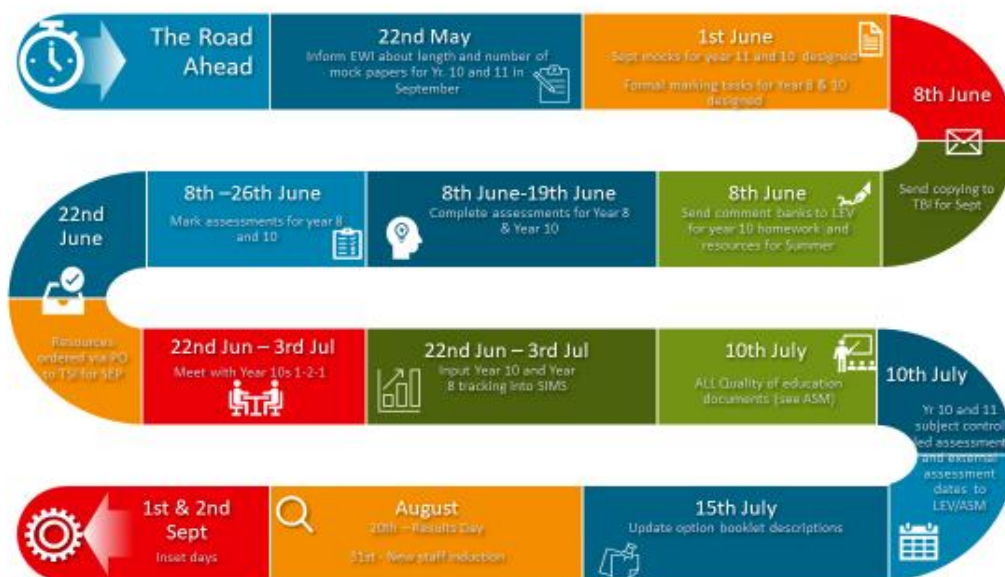 The Road
Ahead
22nd May
Inform EWI about length and number of
mock papers for Yr. 10 and 11 in
September
1st June
Sept mocks for year 11 and 10 designed
Formal marking tasks for Year 8 & 10
designed
8th June
Send copying to
TBI for Sept
8th June
Send comment banks to LEV
for year 10 homework and
resources for Summer
8th June-19th June
Complete assessments for Year 8
& Year 10
8th –26th June
Mark assessments for year 8
and 10
22nd
June
Resources
ordered via PO
to TSI for SEP
22nd Jun – 3rd Jul
Meet with Year 10s 1-2-1
22nd Jun – 3rd Jul
Input Year 10 and Year
8 tracking into SIMS
10th July
ALL Quality of education
documents (see ASM)
10th July
Yr 10 and 11
subject control
led assessment
and external
assessment
dates to
LEV/ASM
15th July
Update option booklet descriptions
August
20th – Results Day
31st - New staff induction
1st & 2nd
Sept
Inset days